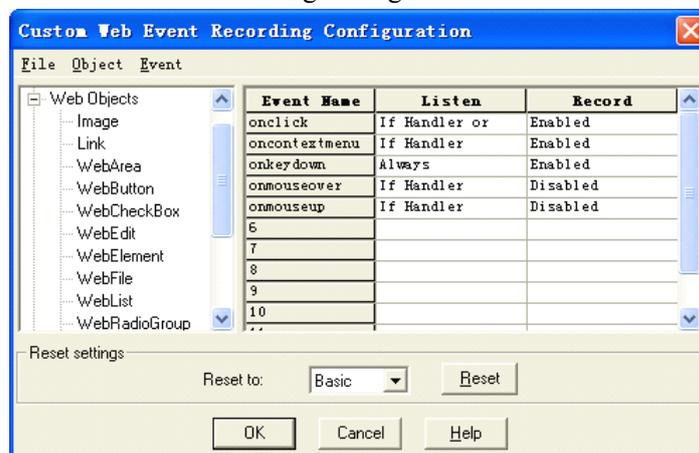 Custom Web Event Recording Configuration
File Object Event
Web Objects
Image
Link
WebArea
WebButton
WebCheckBox
WebEdit
WebElement
WebFile
WebList
WebRadioGroup
Event Name Listen Record
onclick If Handler or Enabled
oncontextmenu If Handler Enabled
onkeydown Always Enabled
onmouseover If Handler Disabled
onmouseup If Handler Disabled
6
7
8
9
10
Reset settings
Reset to: Basic Reset
OK Cancel Help